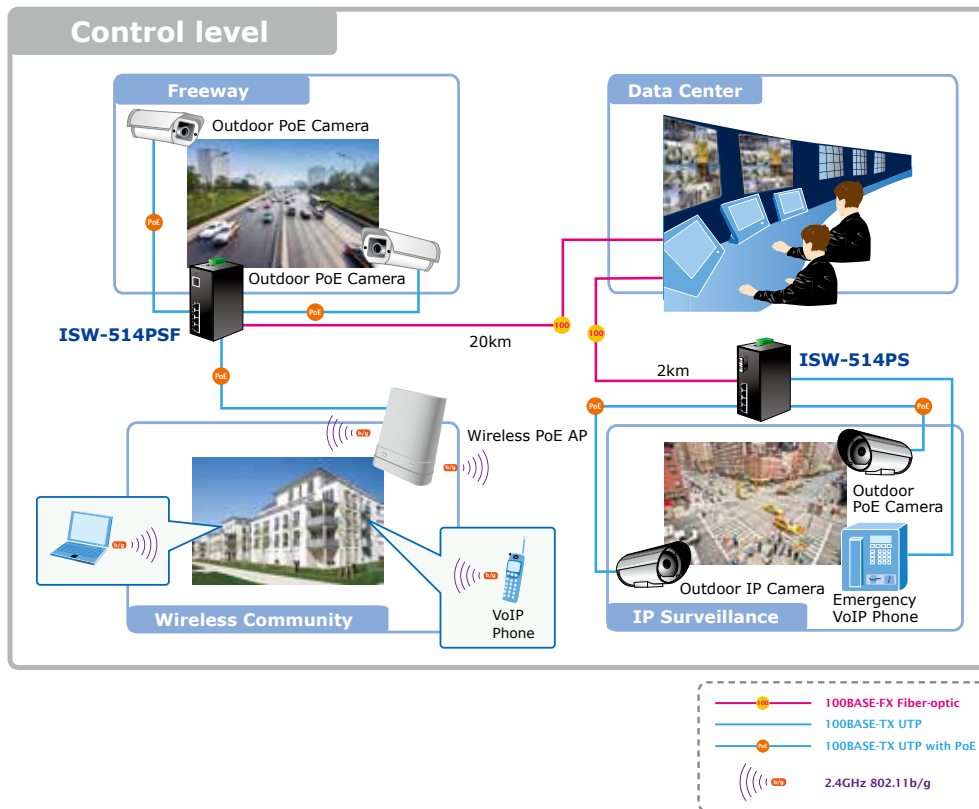 Control level
Freeway
Outdoor PoE Camera
PoE
Outdoor PoE Camera
PoE
ISW-514PSF
PoE
20km
100
Data Center
100
2km
ISW-514PS
PoE
PoE
Wireless PoE AP
b/g
b/g
b/g
b/g
VoIP
Phone
Wireless Community
Outdoor
PoE Camera
Outdoor IP Camera
Emergency
VoIP Phone
IP Surveillance
100
100BASE-FX Fiber-optic
100BASE-TX UTP
PoE
100BASE-TX UTP with PoE
b/g
2.4GHz 802.11b/g